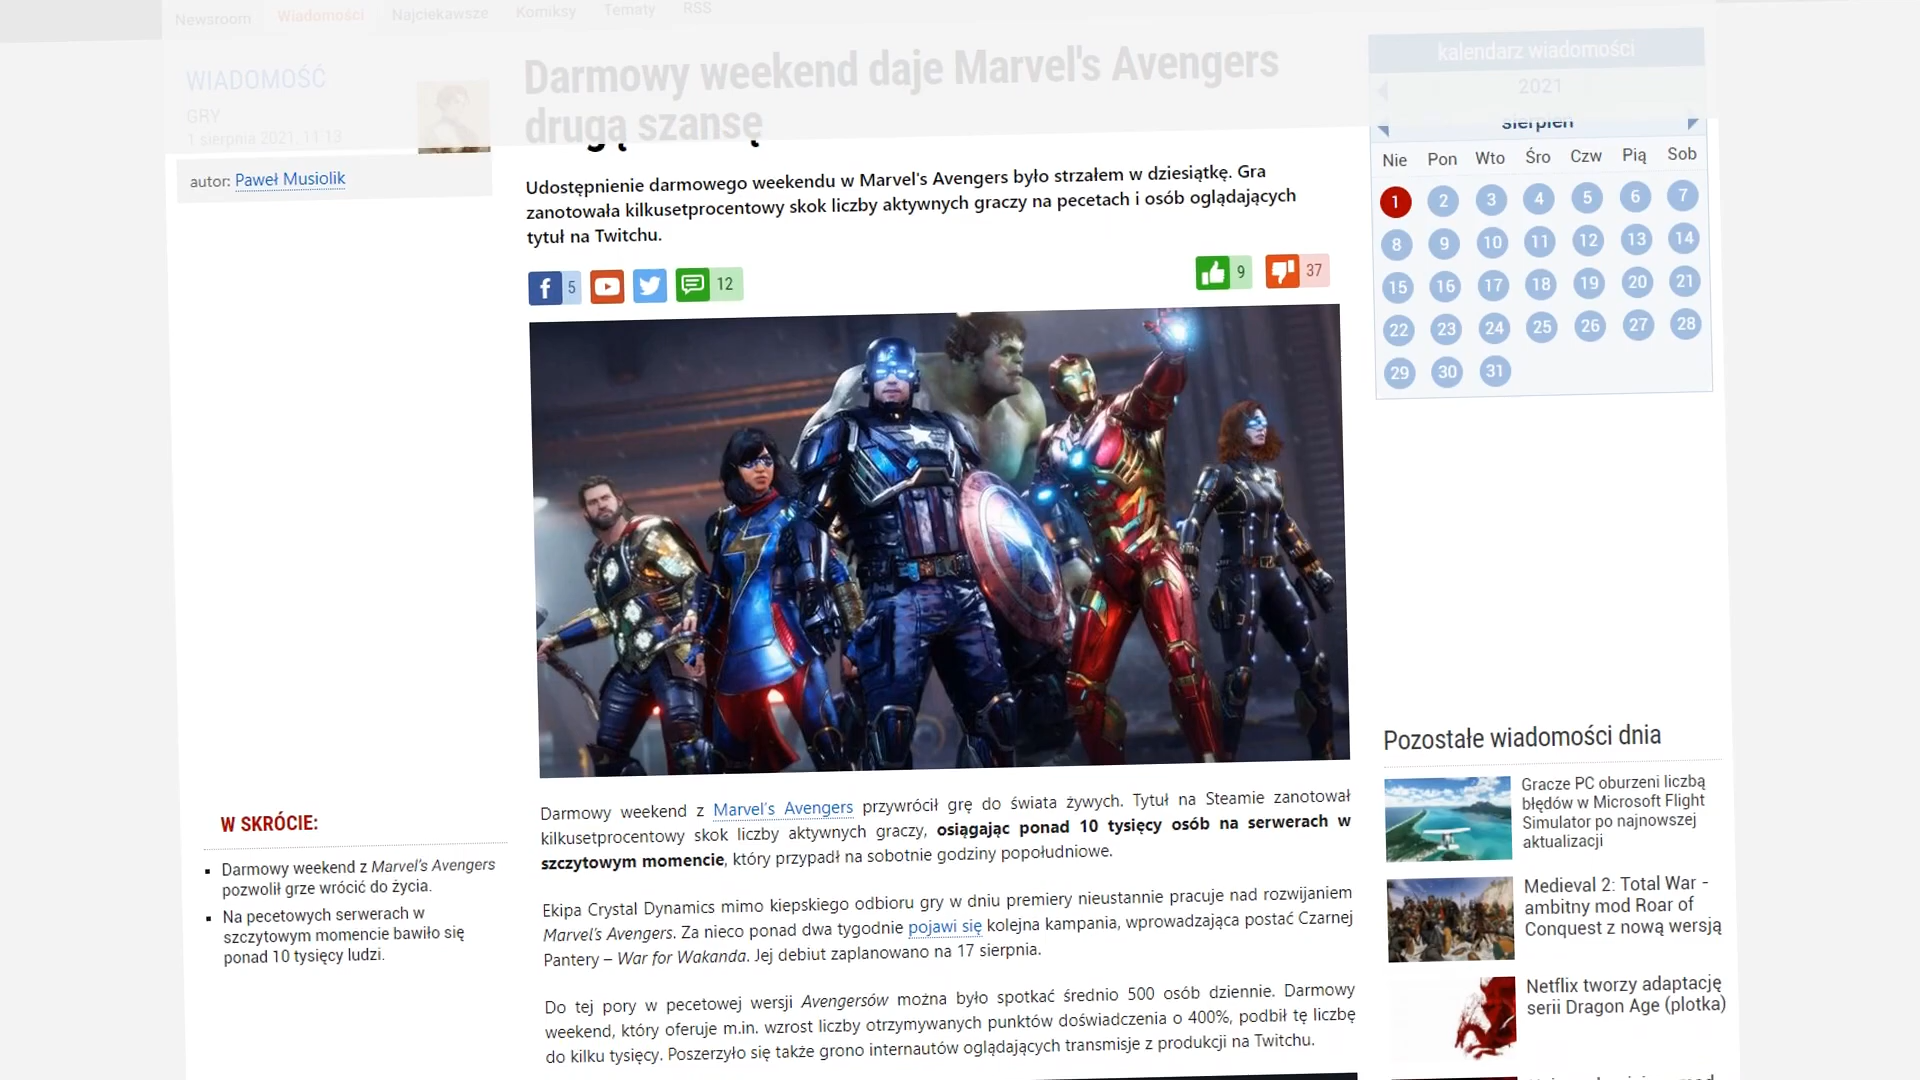 Newsroom Wiadomości Najciekawsze Komiksy Tematy RSS
WIADOMOŚĆ
GRY
1 sierpnia 2021, 11:13
autor: Paweł Musiolik
Darmowy weekend daje Marvel's Avengers
drugą szansę
Udostępnienie darmowego weekendu w Marvel's Avengers było strzałem w dziesiątkę. Gra
zanotowała kilkusetprocentowy skok liczby aktywnych graczy na pecetach i osób oglądających
tytuł na Twitchu.
5 12 9 37
W SKRÓCIE:
Darmowy weekend z Marvel's Avengers
pozwolił grze wrócić do życia.
Na pecetowych serwerach w
szczytowym momencie bawiło się
ponad 10 tysięcy ludzi.
Darmowy weekend z Marvel's Avengers przywrócił grę do świata żywych. Tytuł na Steamie zanotował
kilkusetprocentowy skok liczby aktywnych graczy, osiągając ponad 10 tysięcy osób na serwerach w
szczytowym momencie, który przypadł na sobotnie godziny popołudniowe.
Ekipa Crystal Dynamics mimo kiepskiego odbioru gry w dniu premiery nieustannie pracuje nad rozwijaniem
Marvel's Avengers. Za nieco ponad dwa tygodnie pojawi się kolejna kampania, wprowadzająca postać Czarnej
Pantery – War for Wakanda. Jej debiut zaplanowano na 17 sierpnia.
Do tej pory w pecetowej wersji Avengersów można było spotkać średnio 500 osób dziennie. Darmowy
weekend, który oferuje m.in. wzrost liczby otrzymywanych punktów doświadczenia o 400%, podbił tę liczbę
do kilku tysięcy. Poszerzyło się także grono internautów oglądających transmisje z produkcji na Twitchu.
kalendarz wiadomości
2021
sierpień
Nie Pon Wto Śro Czw Pią Sob
1 2 3 4 5 6 7
8 9 10 11 12 13 14
15 16 17 18 19 20 21
22 23 24 25 26 27 28
29 30 31
Pozostałe wiadomości dnia
Gracze PC oburzeni liczbą
błędów w Microsoft Flight
Simulator po najnowszej
aktualizacji
Medieval 2: Total War -
ambitny mod Roar of
Conquest z nową wersją
Netflix tworzy adaptację
serii Dragon Age (plotka)